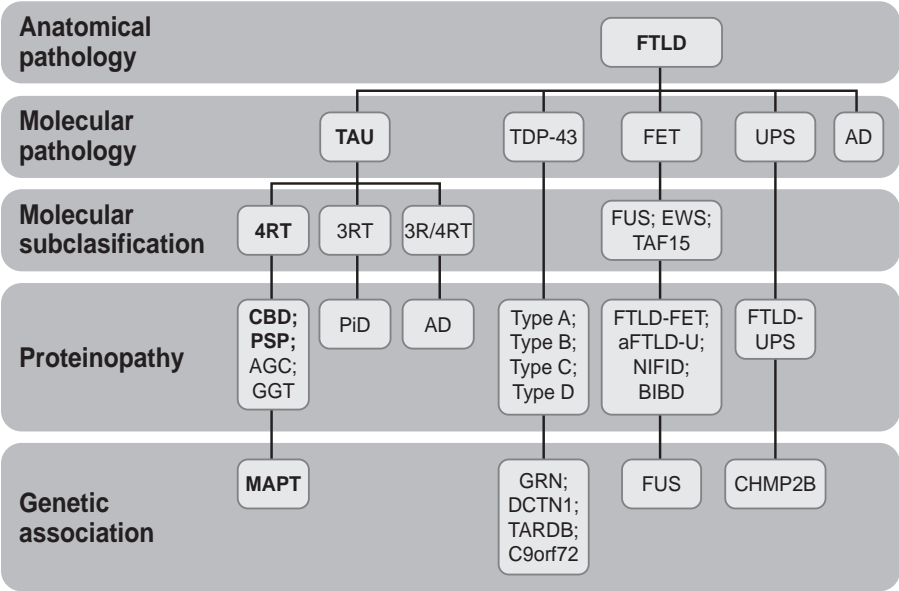 Anatomical
pathology
FTLD
Molecular
pathology
TAU
TDP-43
FET
UPS
AD
Molecular
subclasification
4RT
3RT
3R/4RT
FUS; EWS;
TAF15
Proteinopathy
CBD;
PSP;
AGC;
GGT
PiD
AD
Type A;
Type B;
Type C;
Type D
FTLD-FET;
aFTLD-U;
NIFID;
BIBD
FTLD-
UPS
Genetic
association
MAPT
GRN;
DCTN1;
TARDB;
C9orf72
FUS
CHMP2B